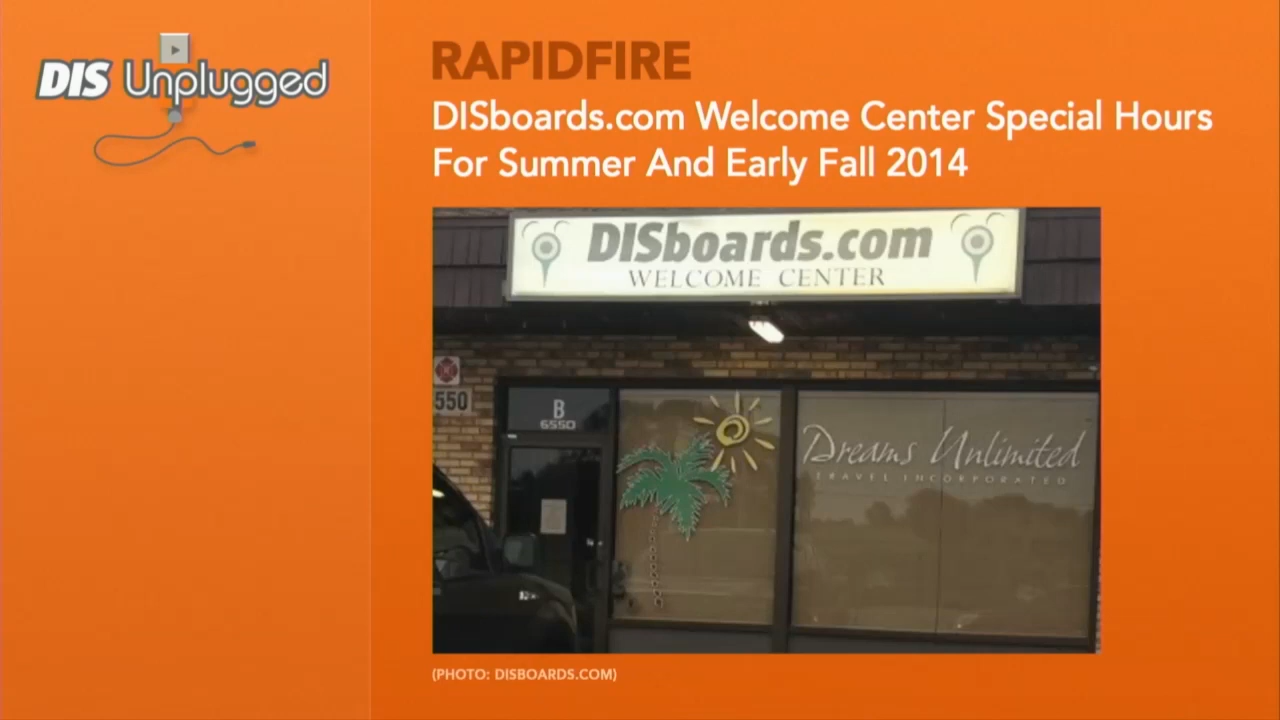 DIS Unplugged
RAPIDFIRE
DISboards.com Welcome Center Special Hours
For Summer And Early Fall 2014
DISboards.com
WELCOME CENTER
550
B
6550
Dreams Unlimited
TRAVEL INCORPORATED
(PHOTO: DISBOARDS.COM)